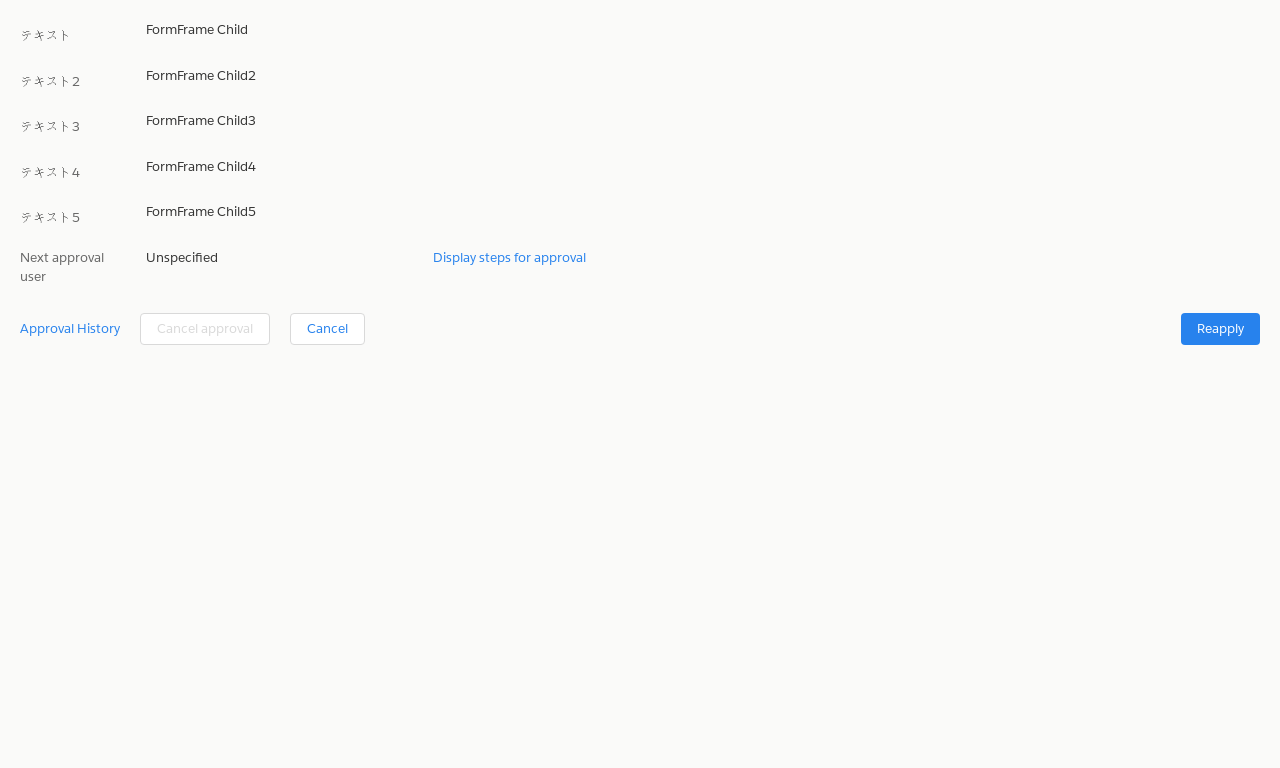 テキスト FormFrame Child
テキスト2 FormFrame Child2
テキスト3 FormFrame Child3
テキスト4 FormFrame Child4
テキスト5 FormFrame Child5
Next approval user Unspecified Display steps for approval
Approval History Cancel approval Cancel Reapply